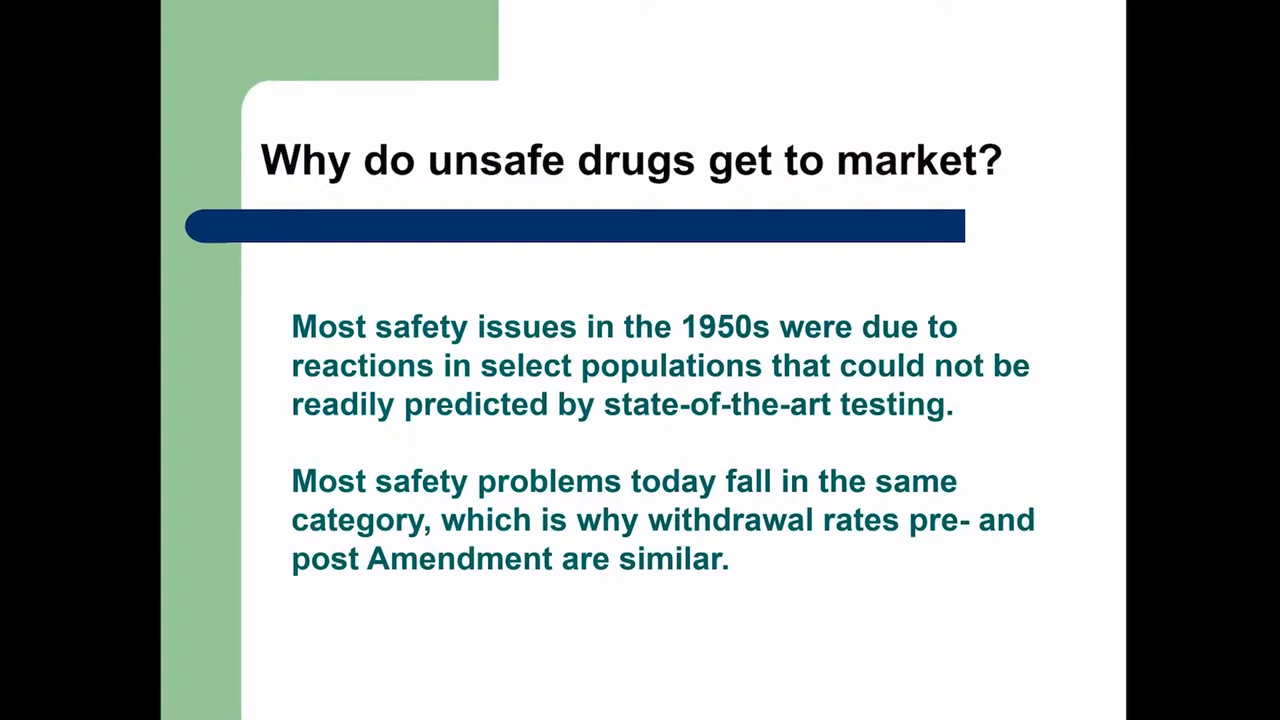 Why do unsafe drugs get to market?
Most safety issues in the 1950s were due to
reactions in select populations that could not be
readily predicted by state-of-the-art testing.
Most safety problems today fall in the same
category, which is why withdrawal rates pre- and
post Amendment are similar.